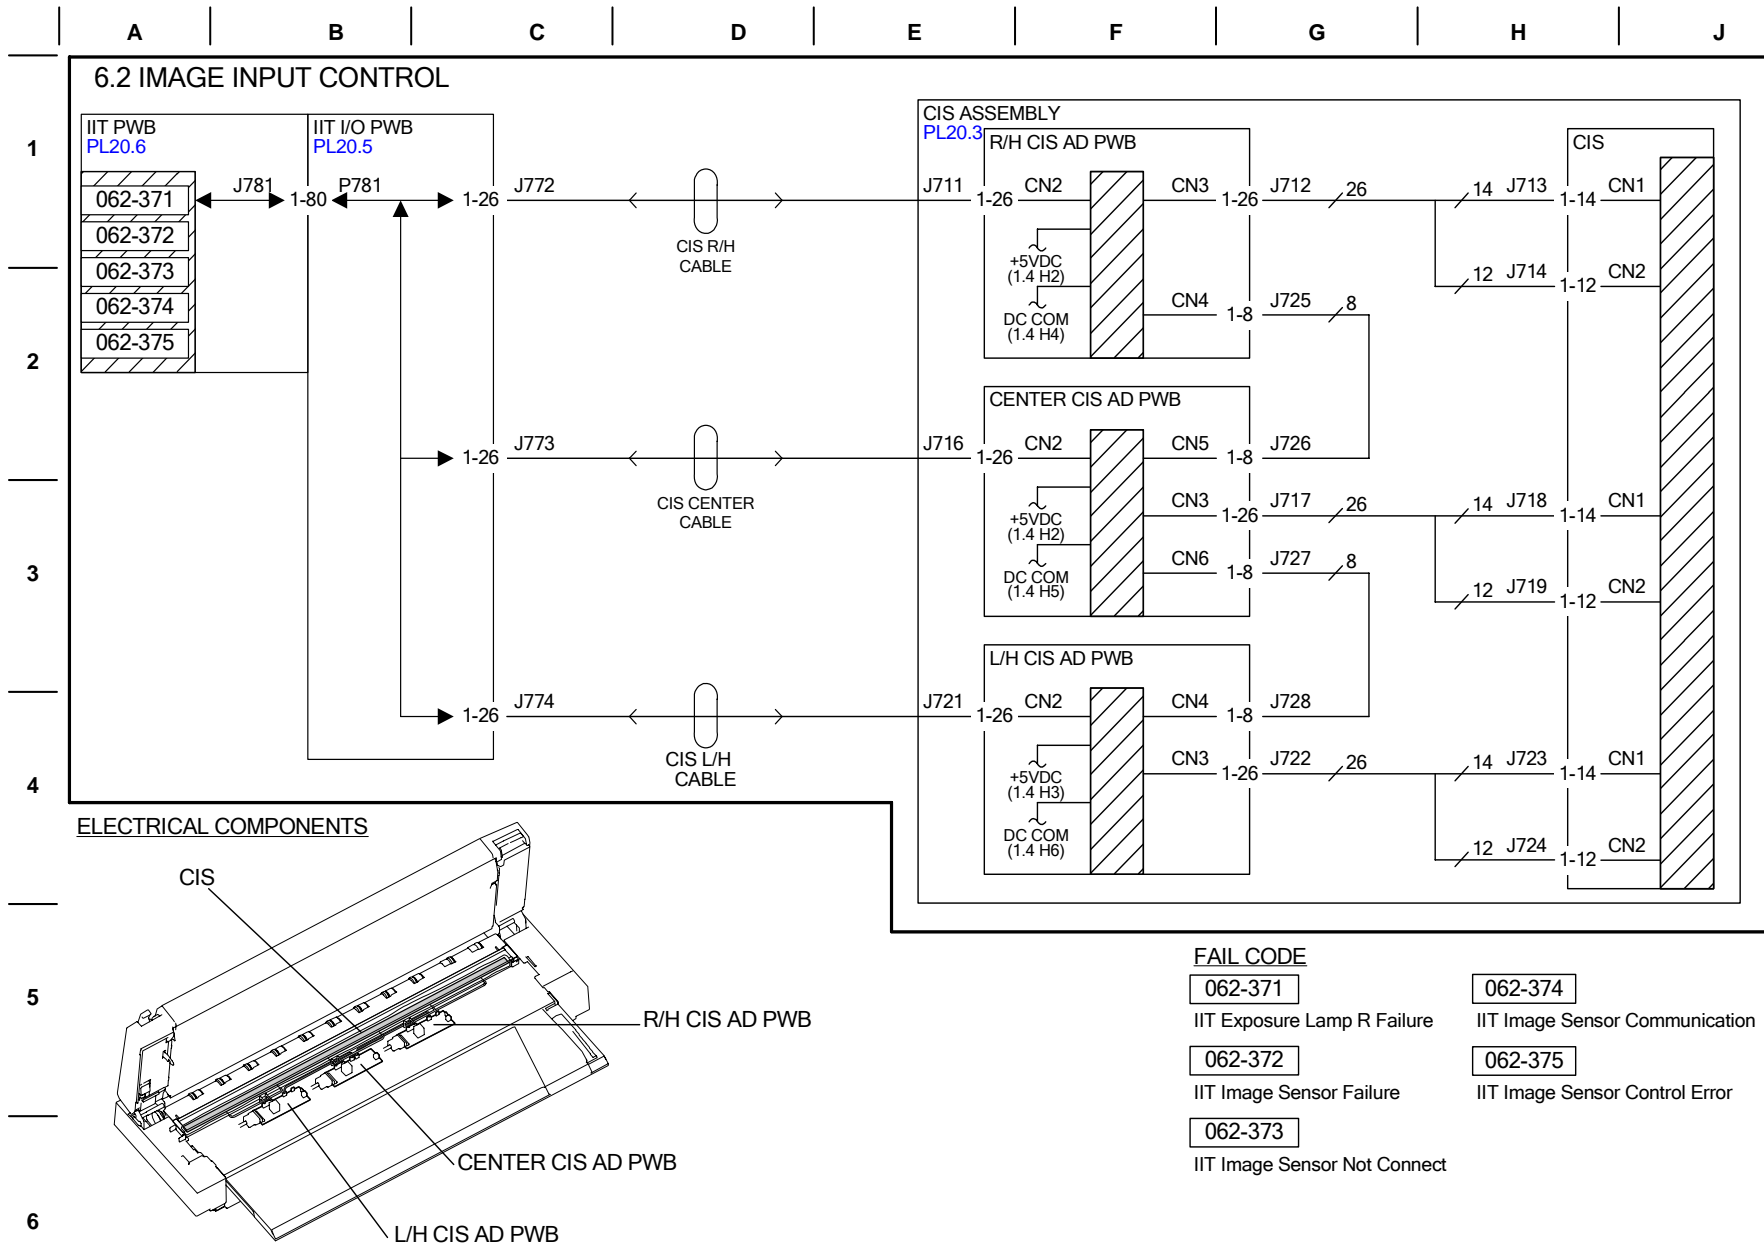 A B C D E F G H J
6.2 IMAGE INPUT CONTROL
1
IIT PWB
PL20.6
062-371
062-372
062-373
062-374
062-375
J781
1-80
IIT I/O PWB
PL20.5
P781
1-26 J772
CIS R/H
CABLE
CIS ASSEMBLY
PL20.3
R/H CIS AD PWB
J711 1-26 CN2
+5VDC
(1.4 H2)
DC COM
(1.4 H4)
CN3 1-26 J712 26
CN4 1-8 J725 8
CIS
14 J713 1-14 CN1
12 J714 1-12 CN2
2
1-26 J773
CIS CENTER
CABLE
CENTER CIS AD PWB
J716 1-26 CN2
CN5 1-8 J726
+5VDC
(1.4 H2)
DC COM
(1.4 H5)
CN3 1-26 J717 26
CN6 1-8 J727 8
14 J718 1-14 CN1
12 J719 1-12 CN2
3
1-26 J774
CIS L/H
CABLE
L/H CIS AD PWB
J721 1-26 CN2
CN4 1-8 J728
+5VDC
(1.4 H3)
DC COM
(1.4 H6)
CN3 1-26 J722 26
14 J723 1-14 CN1
12 J724 1-12 CN2
4
ELECTRICAL COMPONENTS
CIS
R/H CIS AD PWB
CENTER CIS AD PWB
L/H CIS AD PWB
5
6
FAIL CODE
062-371
IIT Exposure Lamp R Failure
062-372
IIT Image Sensor Failure
062-373
IIT Image Sensor Not Connect
062-374
IIT Image Sensor Communication
062-375
IIT Image Sensor Control Error